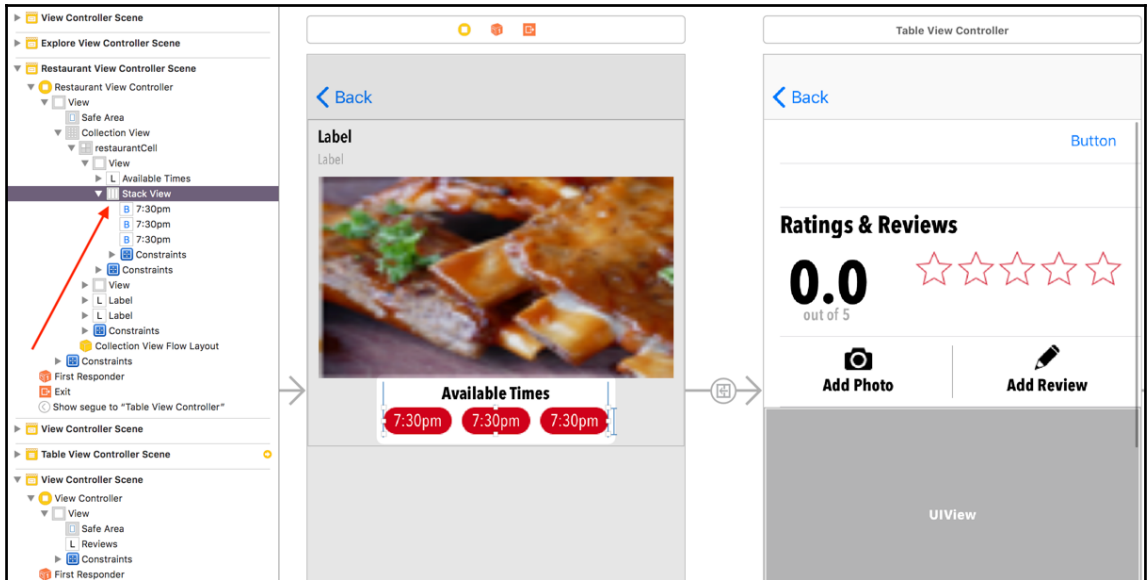 View Controller Scene
Explore View Controller Scene
Restaurant View Controller Scene
Restaurant View Controller
View
Safe Area
Collection View
restaurantCell
View
L Available Times
Stack View
B 7:30pm
B 7:30pm
B 7:30pm
Constraints
Constraints
View
L Label
L Label
Constraints
Collection View Flow Layout
Constraints
First Responder
Exit
Show segue to "Table View Controller"
View Controller Scene
Table View Controller Scene
View Controller Scene
View Controller
View
Safe Area
L Reviews
Constraints
First Responder
Back
Label
Label
Available Times
7:30pm 7:30pm 7:30pm
Table View Controller
Back
Button
Ratings & Reviews
0.0
out of 5
Add Photo Add Review
UIView